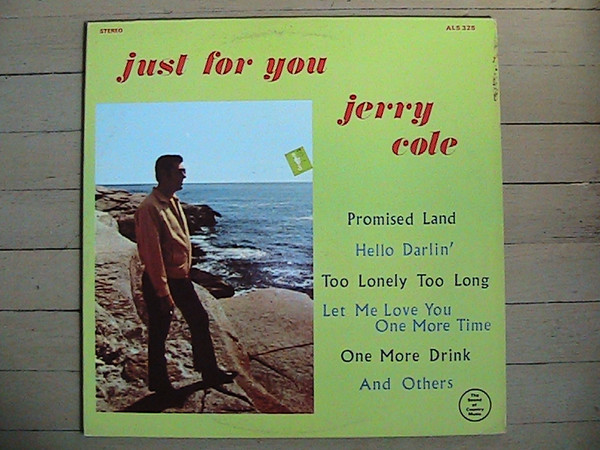 STEREO
ALS 325
just for you
jerry
cole
Promised Land
Hello Darlin'
Too Lonely Too Long
Let Me Love You
One More Time
One More Drink
And Others
The
Sound
of
Country
Music